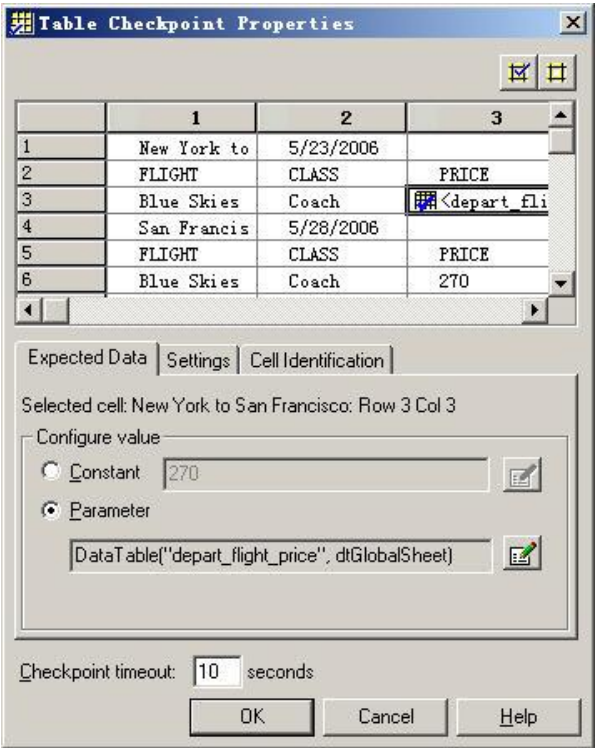 Table Checkpoint Properties
1 2 3
1 New York to 5/23/2006
2 FLIGHT CLASS PRICE
3 Blue Skies Coach <depart_fli
4 San Francis 5/28/2006
5 FLIGHT CLASS PRICE
6 Blue Skies Coach 270
Expected Data Settings Cell Identification
Selected cell: New York to San Francisco: Row 3 Col 3
Configure value
Constant 270
Parameter
DataTable("depart_flight_price", dtGlobalSheet)
Checkpoint timeout: 10 seconds
OK Cancel Help